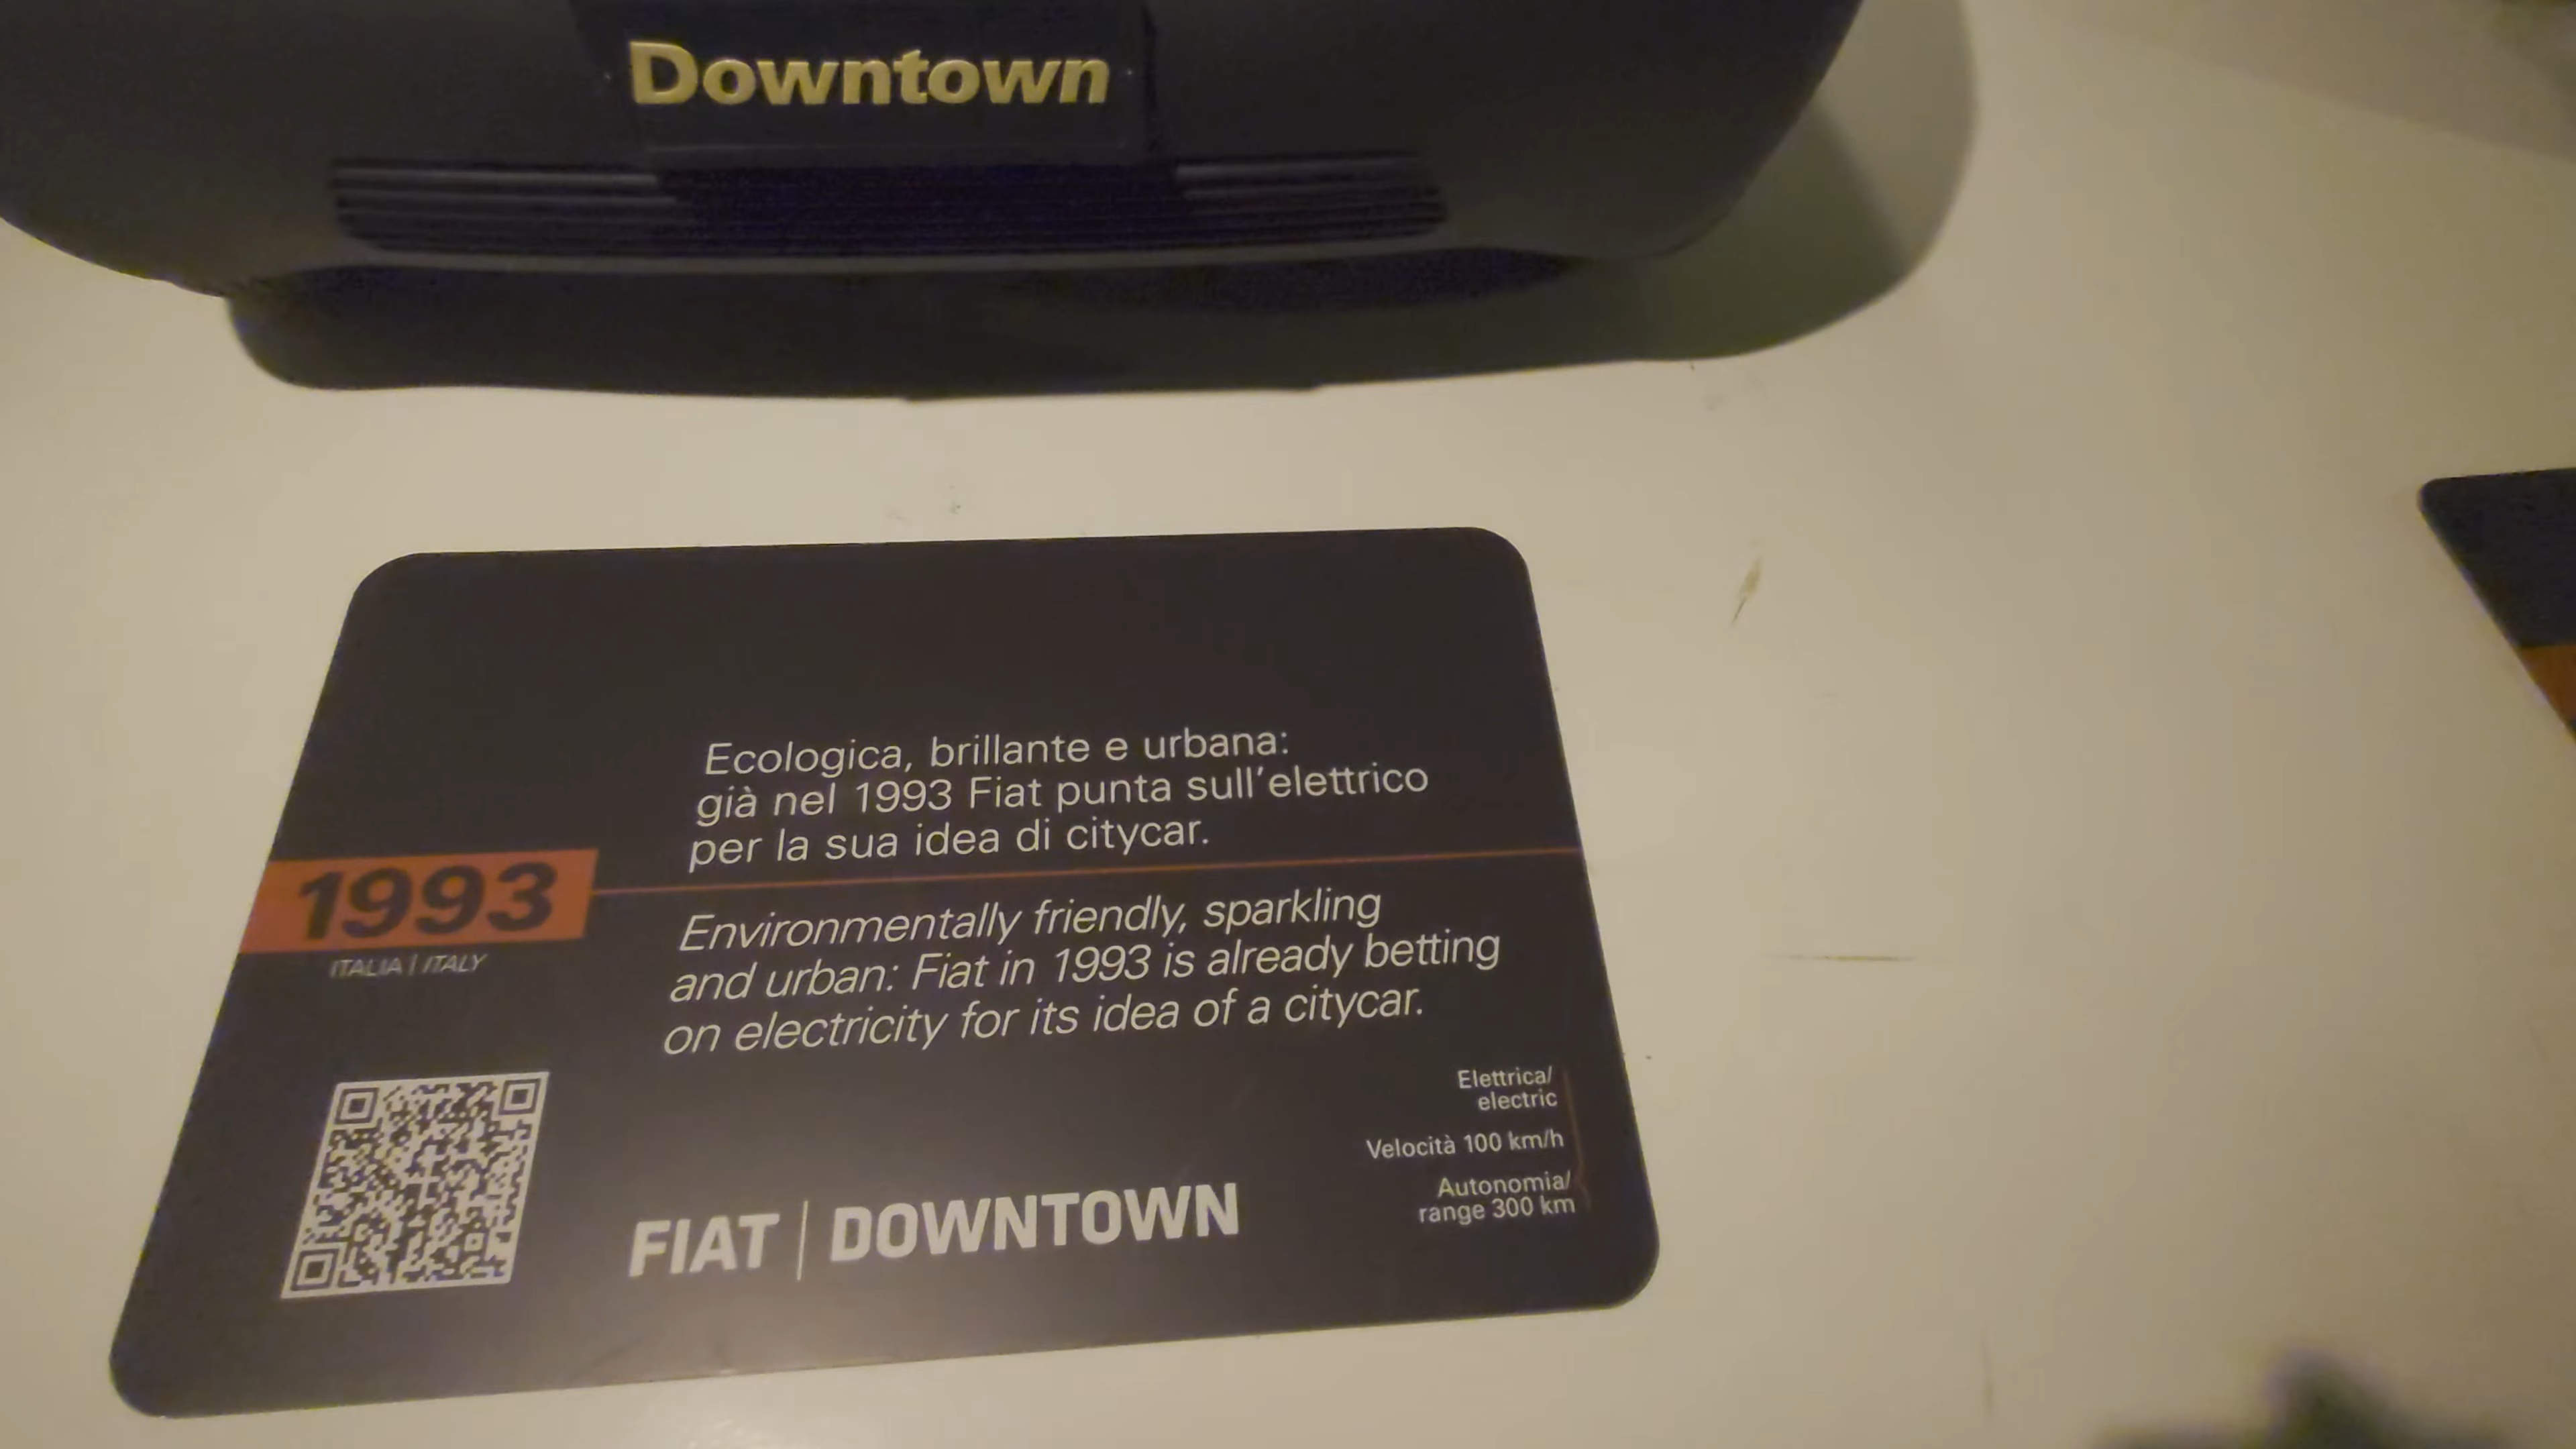 Downtown
Ecologica, brillante e urbana:
già nel 1993 Fiat punta sull'elettrico
per la sua idea di citycar.
1993
ITALIA | ITALY
Environmentally friendly, sparkling
and urban: Fiat in 1993 is already betting
on electricity for its idea of a citycar.
Elettrica/
electric
Velocità 100 km/h
Autonomia/
range 300 km
FIAT | DOWNTOWN